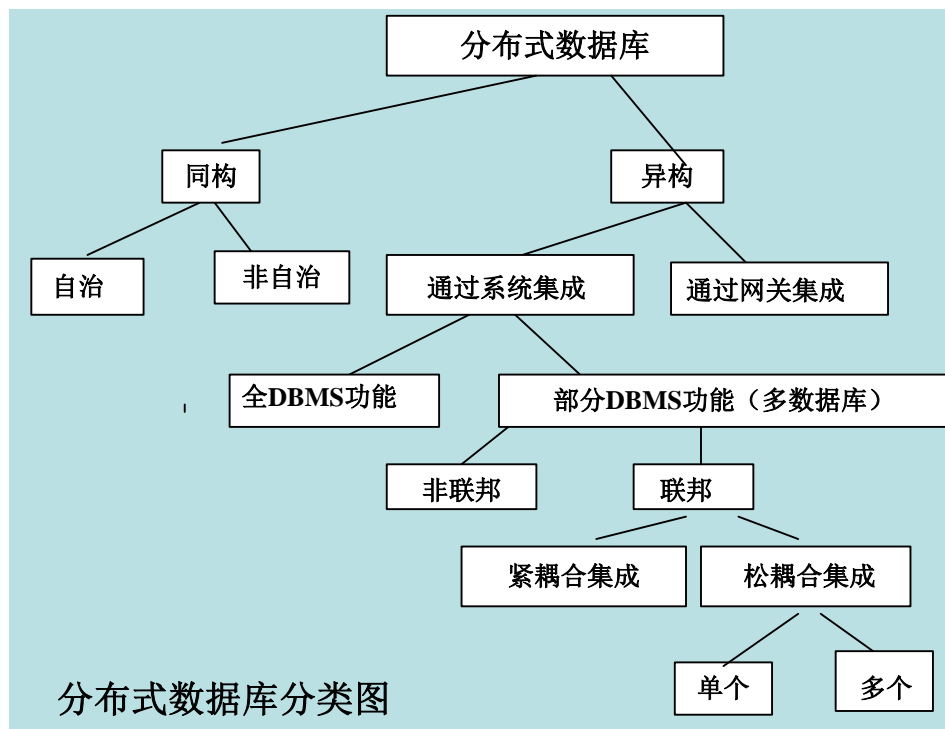 分布式数据库
同构
异构
自治
非自治
通过系统集成
通过网关集成
全DBMS功能
部分DBMS功能（多数据库）
非联邦
联邦
紧耦合集成
松耦合集成
单个
多个
分布式数据库分类图